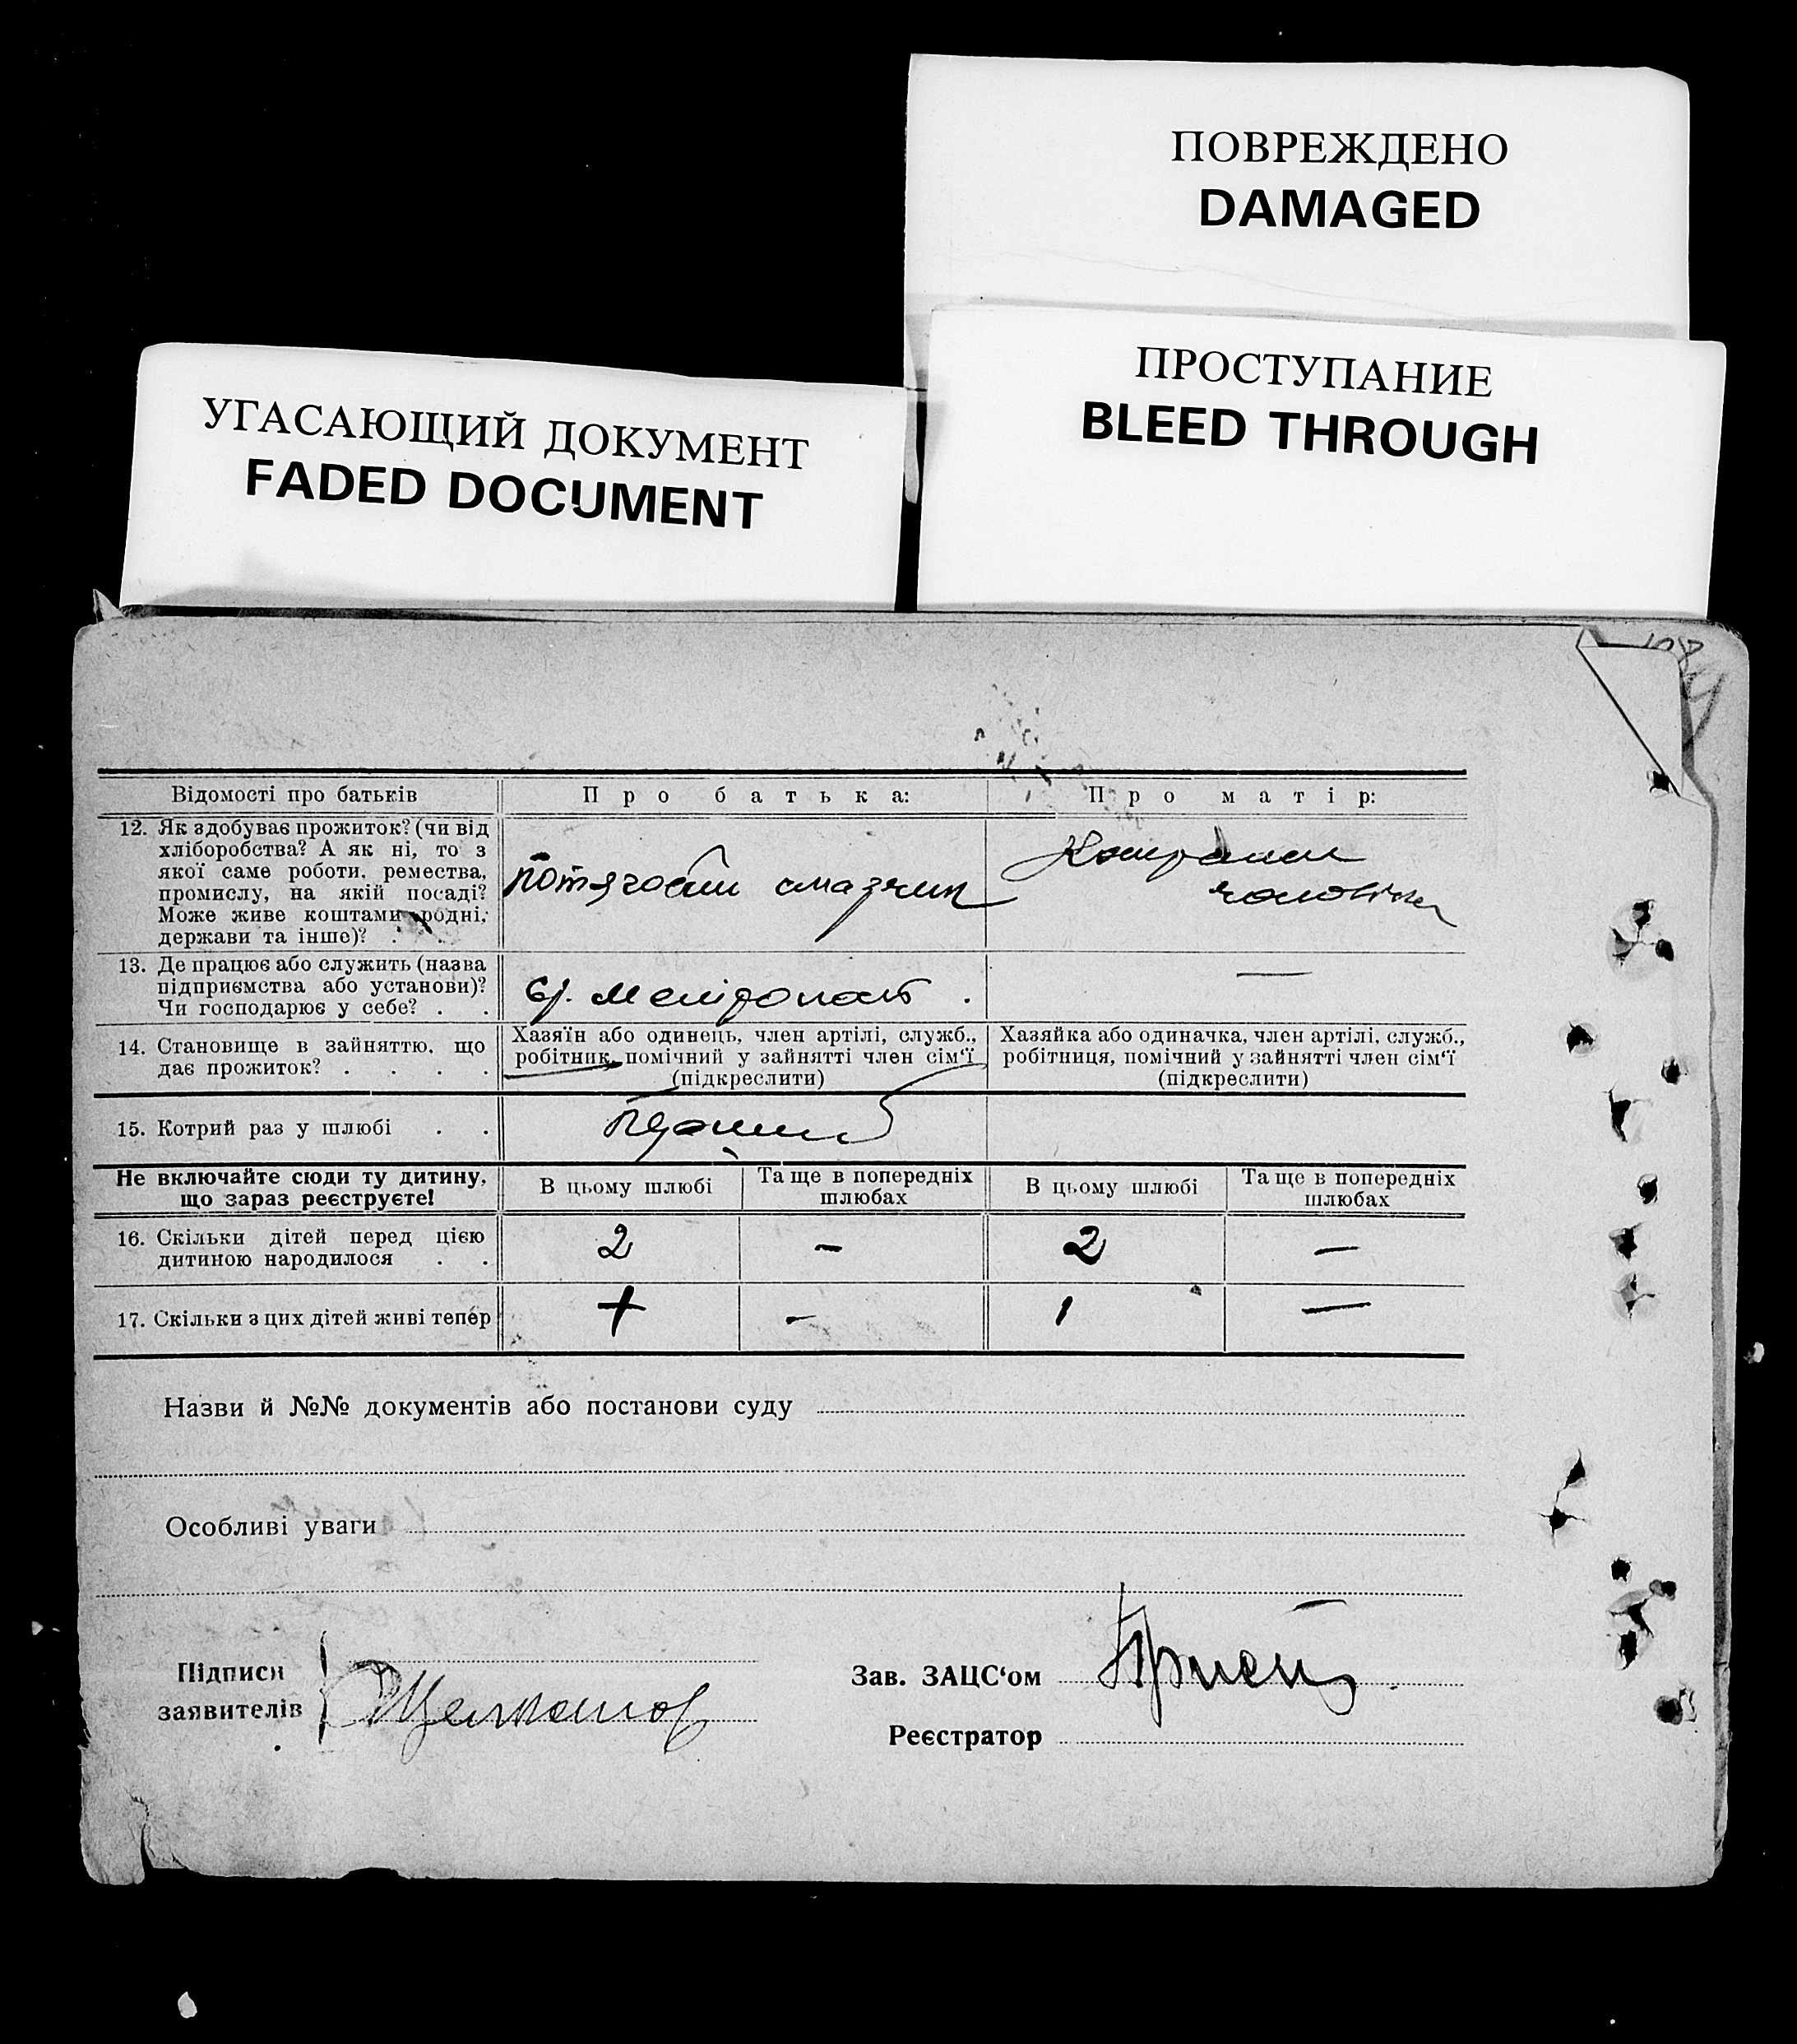 ПОВРЕЖДЕНО
DAMAGED
ПРОСТУПАНИЕ
BLEED THROUGH
УГАСАЮЩИЙ ДОКУМЕНТ
FADED DOCUMENT
Відомості про батьків
Про батька:
Про матір:
12. Як здобуває прожиток? (чи від
хліборобства? А як ні, то з
якої саме роботи, ремества,
промислу, на якій посаді?
Може живе коштами родні,
держави та інше)? . .
Потяговий смазчик
Коштами
чоловіка
13. Де працює або служить (назва
підприємства або установи)?
Чи господарює у себе? . .
ст. Мелітополь.
—
14. Становище в зайняттю, що
дає прожиток? . . . .
Хазяїн або одинець, член артілі, служб.,
робітник, помічний у зайнятті член сім'ї
(підкреслити)
Хазяйка або одиначка, член артілі, служб.,
робітниця, помічний у зайнятті член сім'ї
(підкреслити)
15. Котрий раз у шлюбі . .
Не включайте сюди ту дитину,
що зараз реєструєте!
В цьому шлюбі
Та ще в попередніх
шлюбах
В цьому шлюбі
Та ще в попередніх
шлюбах
16. Скільки дітей перед цією
дитиною народилося . .
2 – 2 —
17. Скільки з цих дітей живі тепер
– 1 —
Назви й №№ документів або постанови суду
Особливі уваги
Підписи
заявителів
Зав. ЗАЦС'ом
Реєстратор